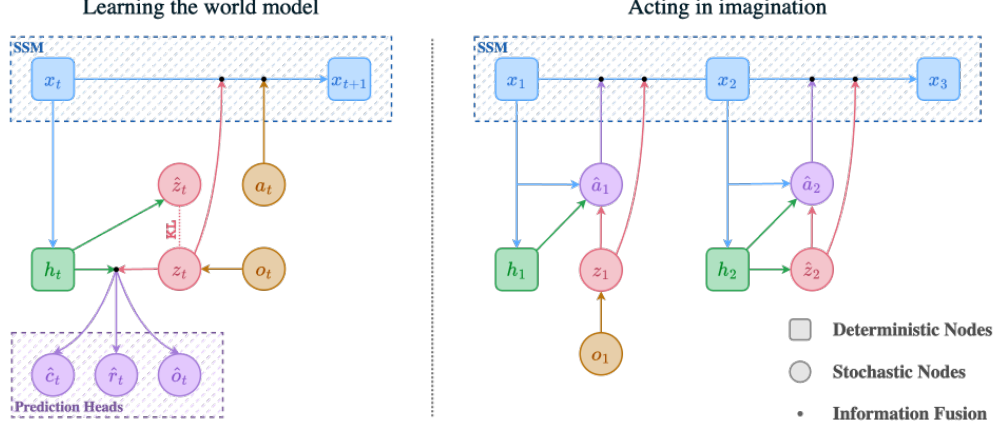 Learning the world model
SSM
x_t
x_{t+1}
ẑ_t
a_t
KL
h_t
z_t
o_t
ĉ_t
r̂_t
ô_t
Prediction Heads
Acting in imagination
SSM
x_1
x_2
x_3
â_1
â_2
h_1
z_1
h_2
ẑ_2
o_1
Deterministic Nodes
Stochastic Nodes
Information Fusion